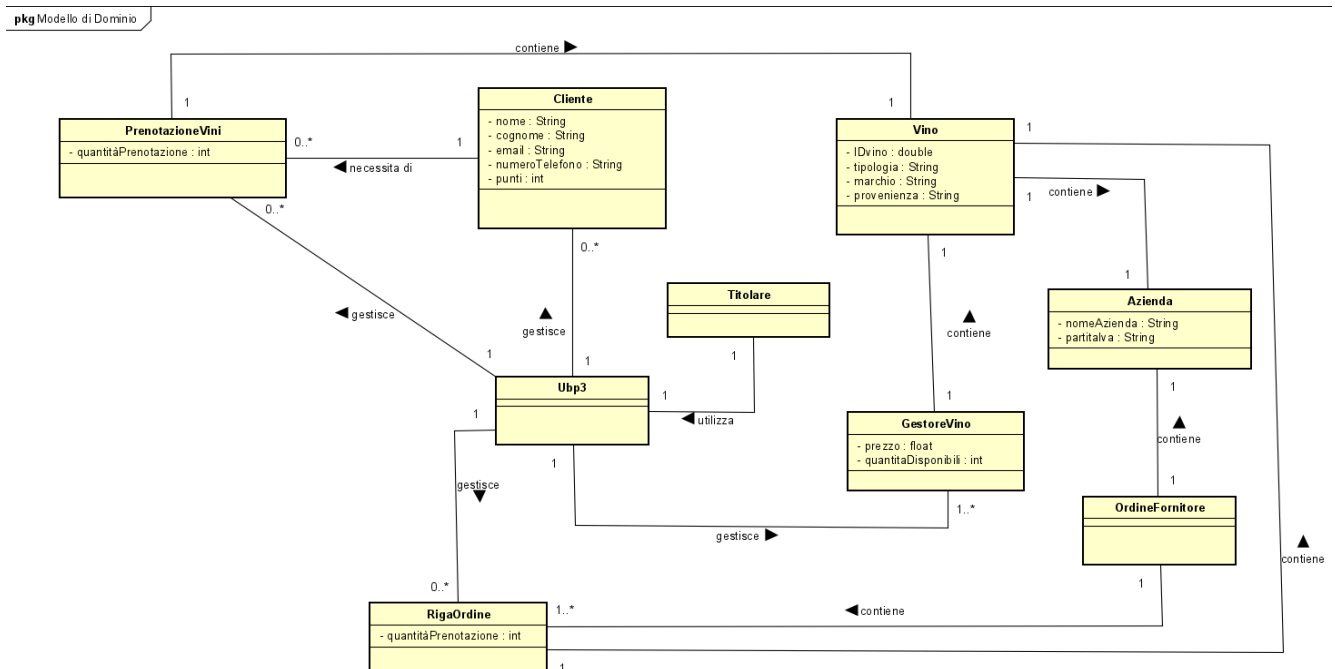 pkg Modello di Dominio
contiene ▶
1
1
PrenotazioneVini
- quantitàPrenotazione : int
0..*
1
◀ necessita di
0..*
Cliente
- nome : String
- cognome : String
- email : String
- numeroTelefono : String
- punti : int
0..*
Vino
- IDvino : double
- tipologia : String
- marchio : String
- provenienza : String
1
contiene ▶
1
1
1
◀ gestisce
1
▲
gestisce
1
Titolare
1
1
◀ utilizza
▲
contiene
1
Azienda
- nomeAzienda : String
- partitaIva : String
1
Ubp3
1
1
GestoreVino
- prezzo : float
- quantitaDisponibili : int
1..*
▲
contiene
1
gestisce
▼
gestisce ▶
OrdineFornitore
1
▲
contiene
0..*
RigaOrdine
- quantitàPrenotazione : int
1..*
◀ contiene
1